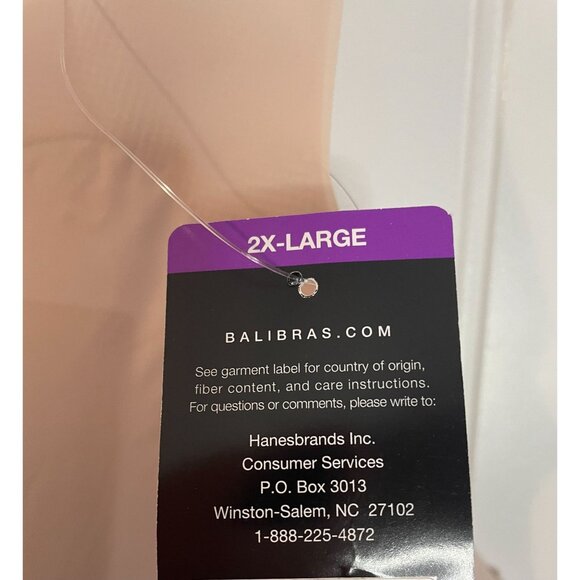 2X-LARGE
BALIBRAS.COM
See garment label for country of origin,
fiber content, and care instructions.
For questions or comments, please write to:
Hanesbrands Inc.
Consumer Services
P.O. Box 3013
Winston-Salem, NC 27102
1-888-225-4872